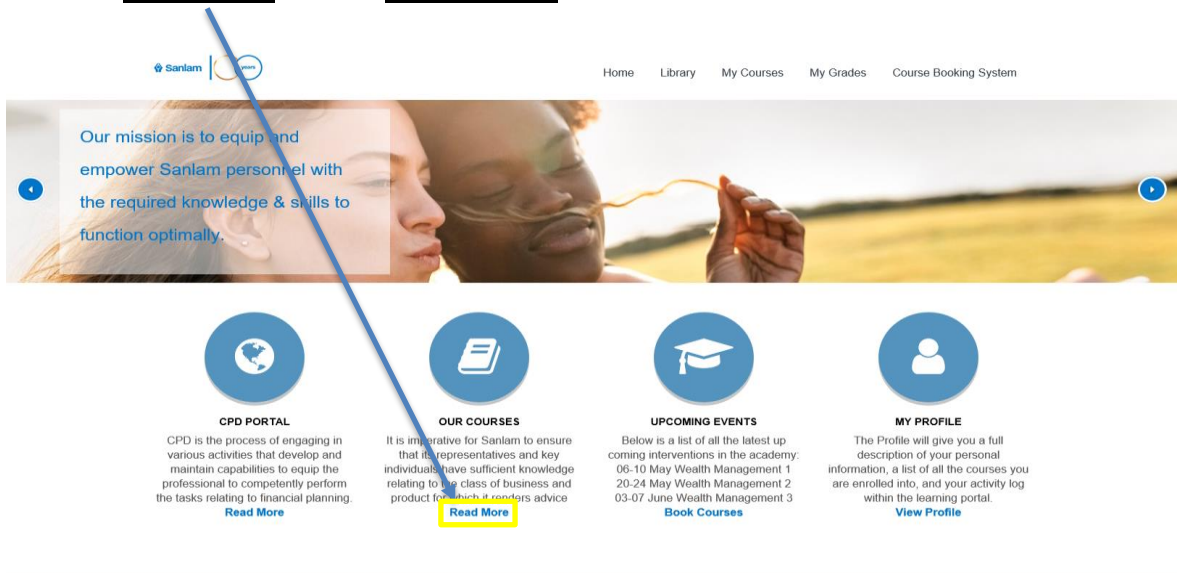 Sanlam
years
Home Library My Courses My Grades Course Booking System
Our mission is to equip and
empower Sanlam personnel with
the required knowledge & skills to
function optimally.
CPD PORTAL
CPD is the process of engaging in
various activities that develop and
maintain capabilities to equip the
professional to competently perform
the tasks relating to financial planning.
Read More
OUR COURSES
It is imperative for Sanlam to ensure
that its representatives and key
individuals have sufficient knowledge
relating to the class of business and
product for which it renders advice
Read More
UPCOMING EVENTS
Below is a list of all the latest up
coming interventions in the academy:
06-10 May Wealth Management 1
20-24 May Wealth Management 2
03-07 June Wealth Management 3
Book Courses
MY PROFILE
The Profile will give you a full
description of your personal
information, a list of all the courses you
are enrolled into, and your activity log
within the learning portal.
View Profile